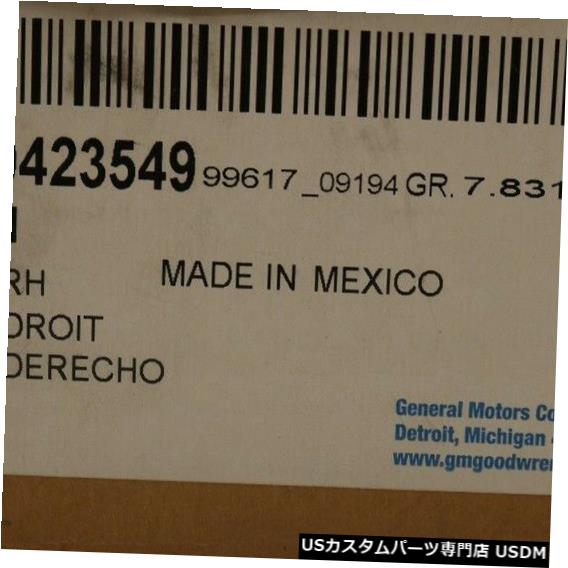 423549 99617_09194 GR. 7.831
RH
MADE IN MEXICO
DROIT
DERECHO
General Motors Co
Detroit, Michigan
www.gmgoodwre
USカスタムパーツ専門店 USDM